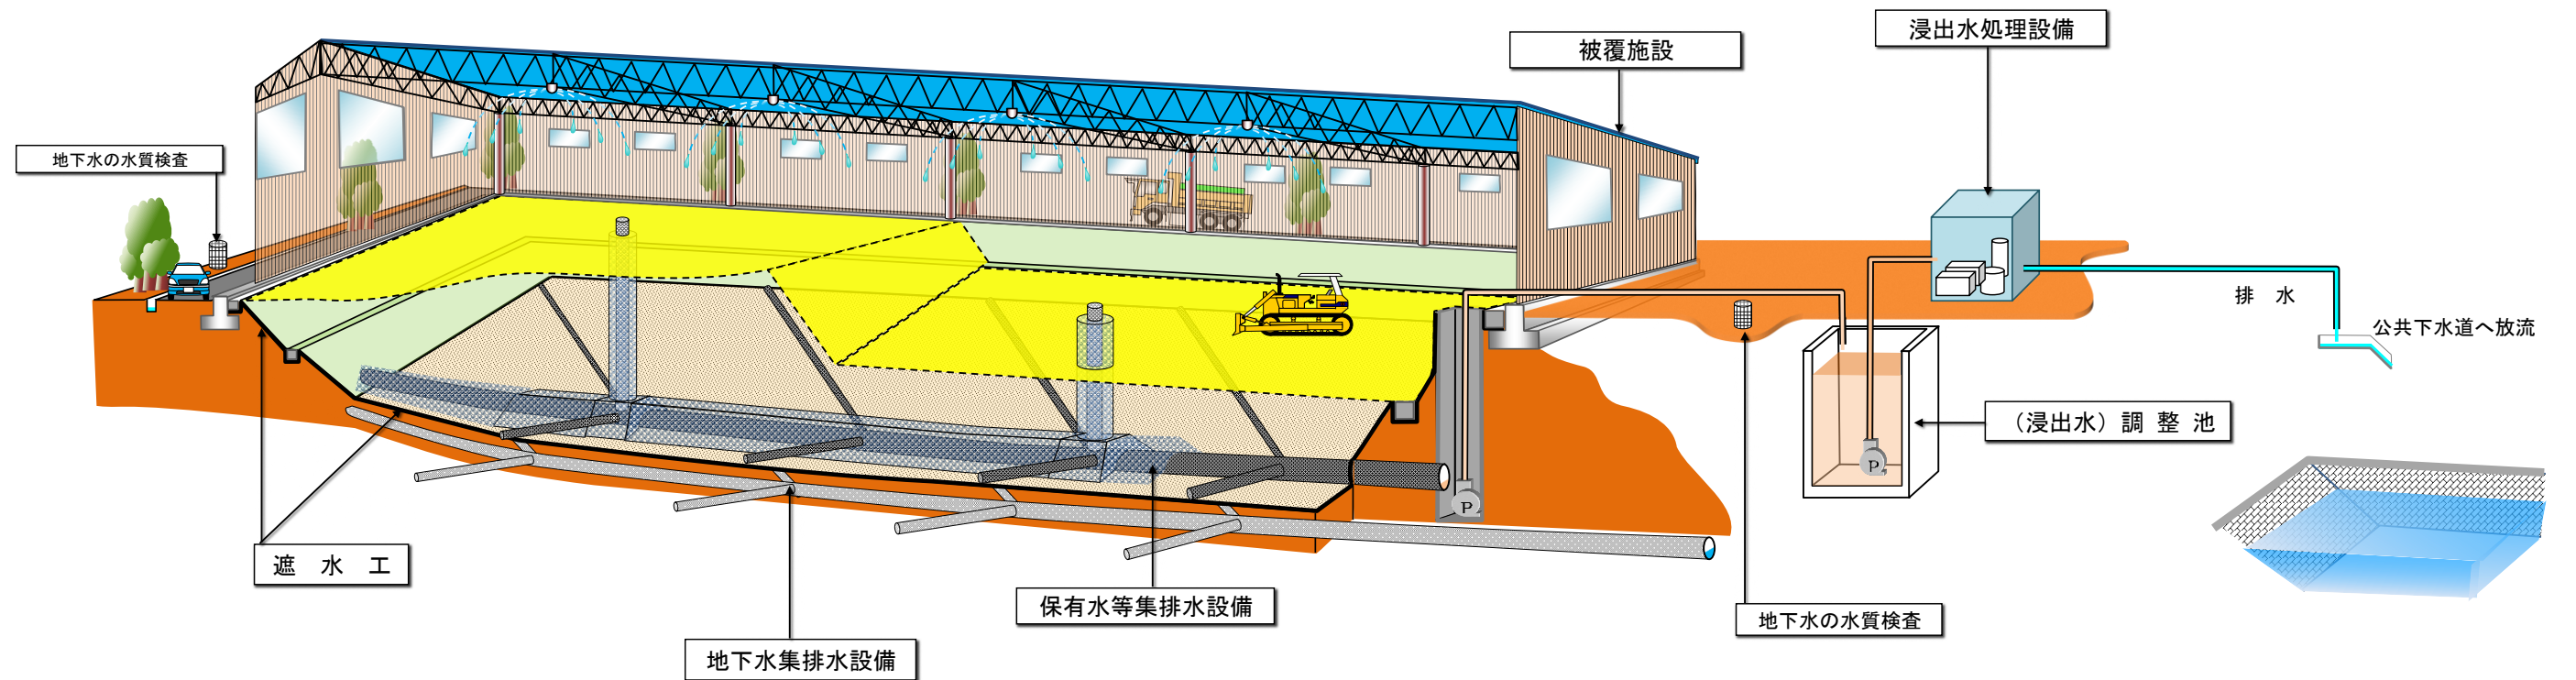 浸出水処理設備
被覆施設
地下水の水質検査
排　水
公共下水道へ放流
（浸出水）調 整 池
P
P
遮　水　工
保有水等集排水設備
地下水の水質検査
地下水集排水設備